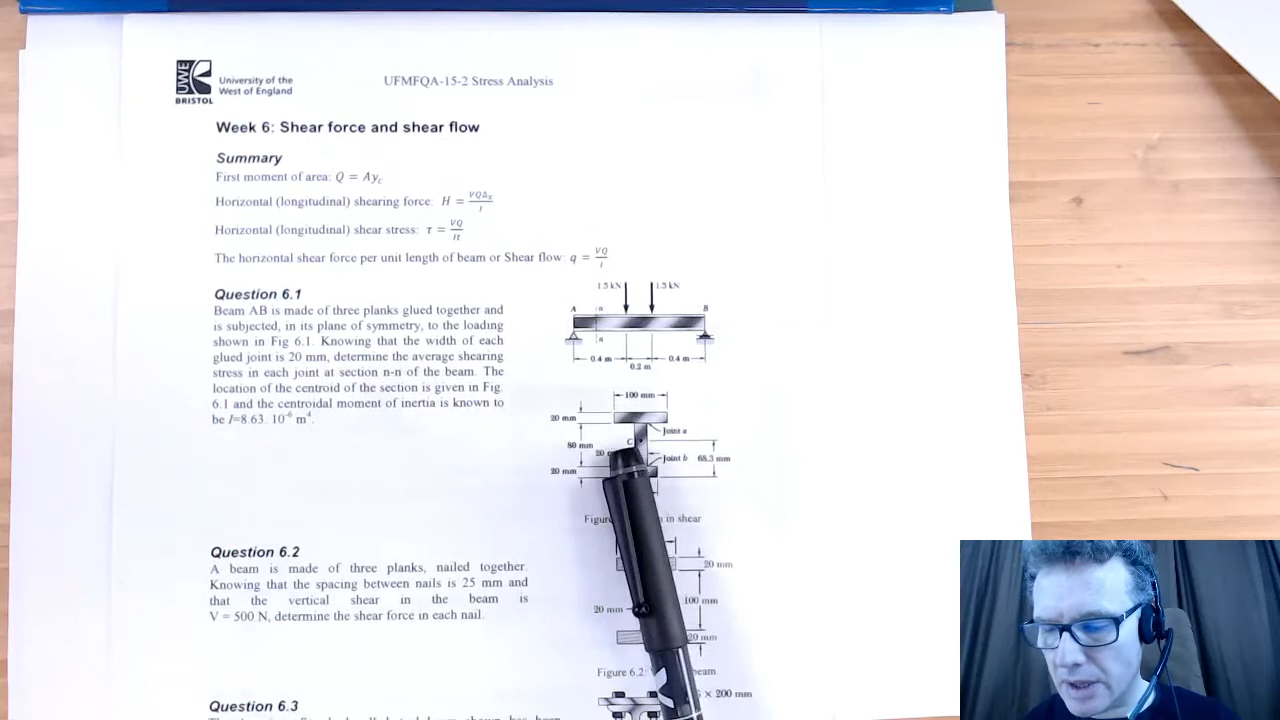 UWE
BRISTOL
University of the
West of England
UFMFQA-15-2 Stress Analysis
Week 6: Shear force and shear flow
Summary
First moment of area: Q = Ay_c
Horizontal (longitudinal) shearing force: H = VQΔ_x / I
Horizontal (longitudinal) shear stress: τ = VQ / It
The horizontal shear force per unit length of beam or Shear flow: q = VQ / I
Question 6.1
Beam AB is made of three planks glued together and
is subjected, in its plane of symmetry, to the loading
shown in Fig 6.1. Knowing that the width of each
glued joint is 20 mm, determine the average shearing
stress in each joint at section n-n of the beam. The
location of the centroid of the section is given in Fig.
6.1 and the centroidal moment of inertia is known to
be I=8.63. 10⁻⁶ m⁴.
1.5 kN 1.5 kN
A n B
n
0.4 m 0.4 m
0.2 m
100 mm
20 mm
Joint a
C
80 mm
20
Joint b 68.3 mm
20 mm
in shear
Question 6.2
A beam is made of three planks, nailed together.
Knowing that the spacing between nails is 25 mm and
that the vertical shear in the beam is
V = 500 N, determine the shear force in each nail.
20 mm
100 mm
20 mm
20 mm
Figure 6.2: beam
Question 6.3
× 200 mm